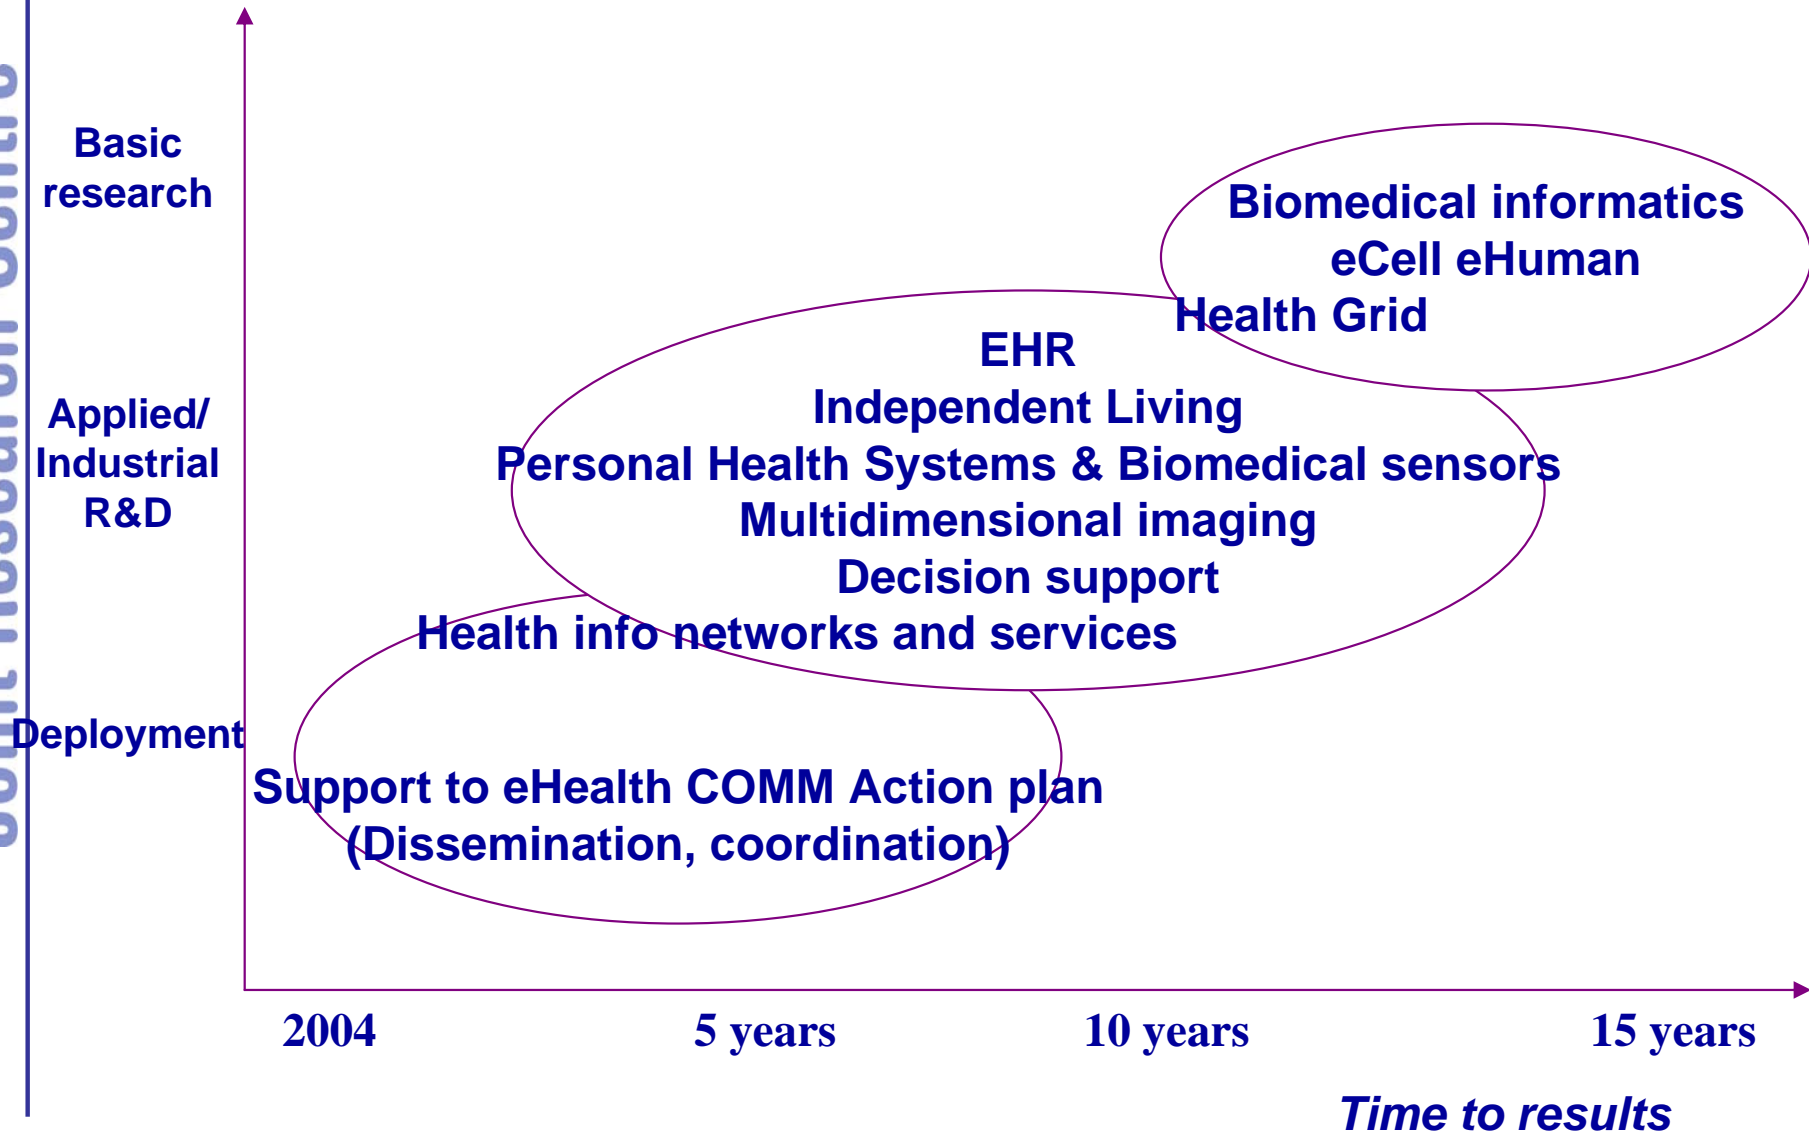 Basic
research
Biomedical informatics
eCell eHuman
Health Grid
EHR
Applied/
Industrial
R&D
Independent Living
Personal Health Systems & Biomedical sensors
Multidimensional imaging
Decision support
Health info networks and services
Deployment
Support to eHealth COMM Action plan
(Dissemination, coordination)
2004
5 years
10 years
15 years
Time to results